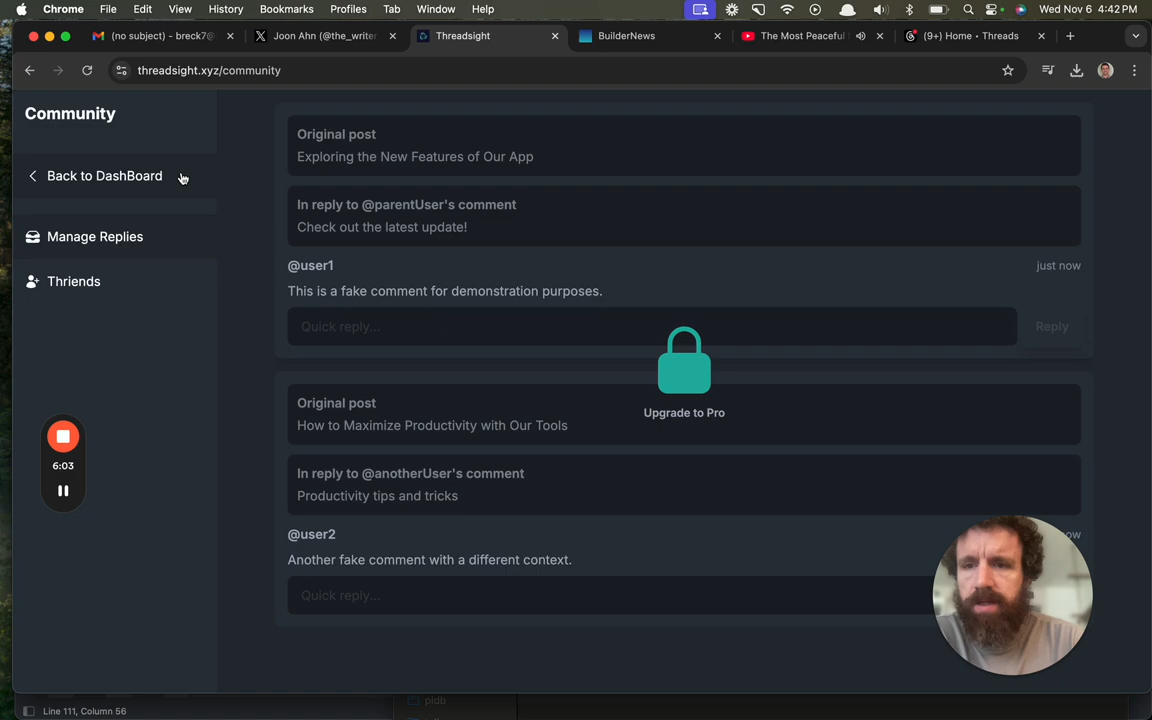 Chrome File Edit View History Bookmarks Profiles Tab Window Help Wed Nov 6 4:42 PM
(no subject) - breck7@ Joon Ahn (@the_writer Threadsight BuilderNews The Most Peaceful (9+) Home • Threads
threadsight.xyz/community
Community
Back to DashBoard
Manage Replies
Thriends
Original post
Exploring the New Features of Our App
In reply to @parentUser's comment
Check out the latest update!
@user1 just now
This is a fake comment for demonstration purposes.
Quick reply... Reply
Upgrade to Pro
Original post
How to Maximize Productivity with Our Tools
In reply to @anotherUser's comment
Productivity tips and tricks
@user2 ow
Another fake comment with a different context.
Quick reply...
6:03
Line 111, Column 56
pldb